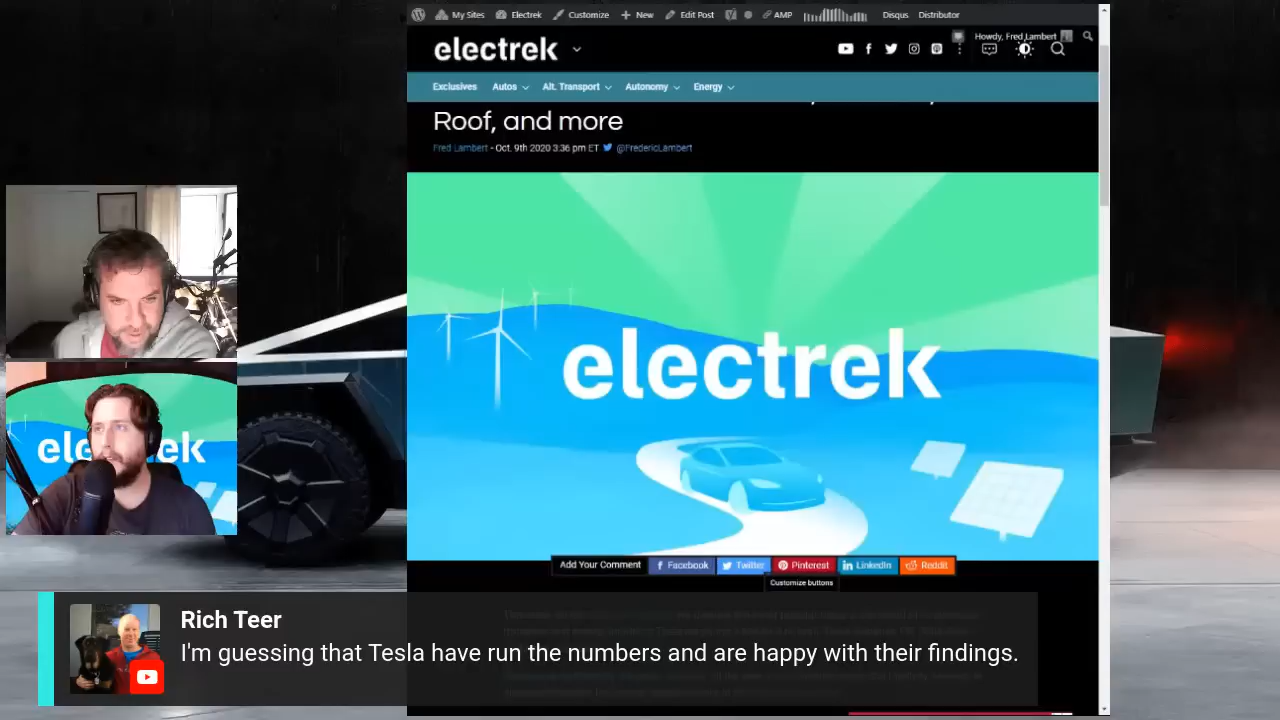 My Sites Electrek Customize New Edit Post AMP Disqus Distributor
Howdy, Fred Lambert
electrek
Exclusives Autos Alt. Transport Autonomy Energy
Roof, and more
Fred Lambert - Oct. 9th 2020 3:36 pm ET @FredericLambert
electrek
ele ek
Add Your Comment Facebook Twitter Pinterest LinkedIn Reddit
Customize buttons
Rich Teer
I'm guessing that Tesla have run the numbers and are happy with their findings.